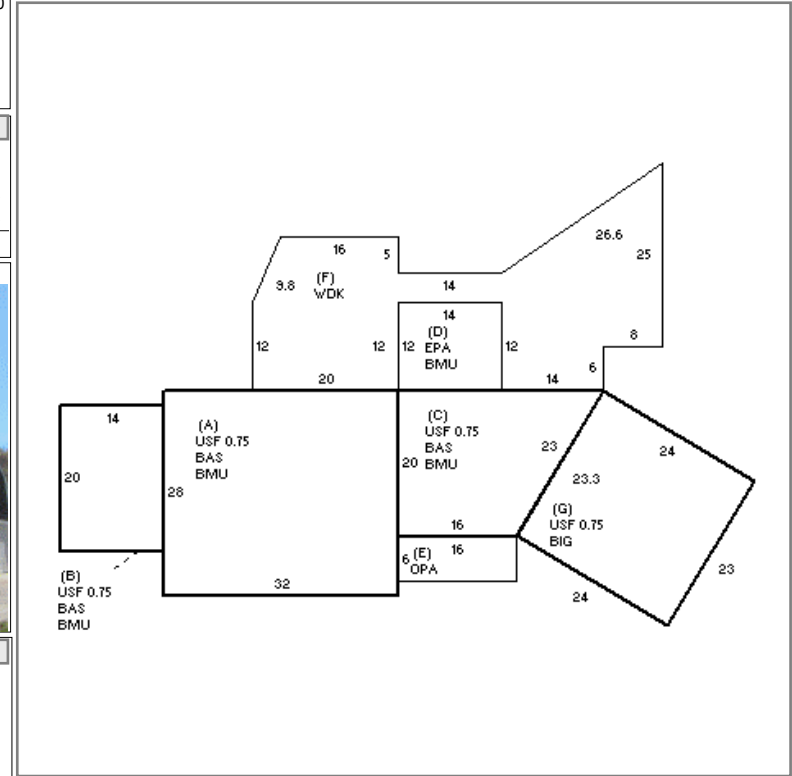 26.6
25
16
5
(F)
WDK
9.8
14
14
(D)
EPA
BMU
12
12
12
12
8
6
20
14
14
(A)
USF 0.75
BAS
BMU
(C)
USF 0.75
BAS
BMU
23
24
20
28
20
23.3
(G)
USF 0.75
BIG
16
16
6
(E)
OPA
32
(B)
USF 0.75
BAS
BMU
23
24